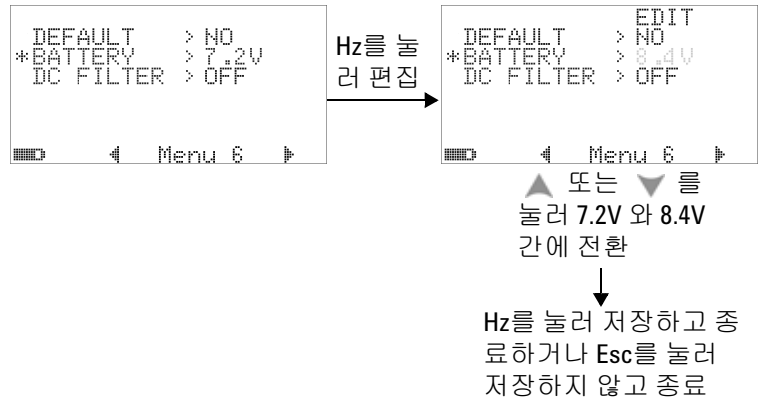 DEFAULT > NO
*BATTERY > 7.2V
DC FILTER > OFF
Menu 6
Hz를 눌
러 편집
EDIT
DEFAULT > NO
*BATTERY > 8.4V
DC FILTER > OFF
Menu 6
또는 를
눌러 7.2V 와 8.4V
간에 전환
Hz를 눌러 저장하고 종
료하거나 Esc를 눌러
저장하지 않고 종료